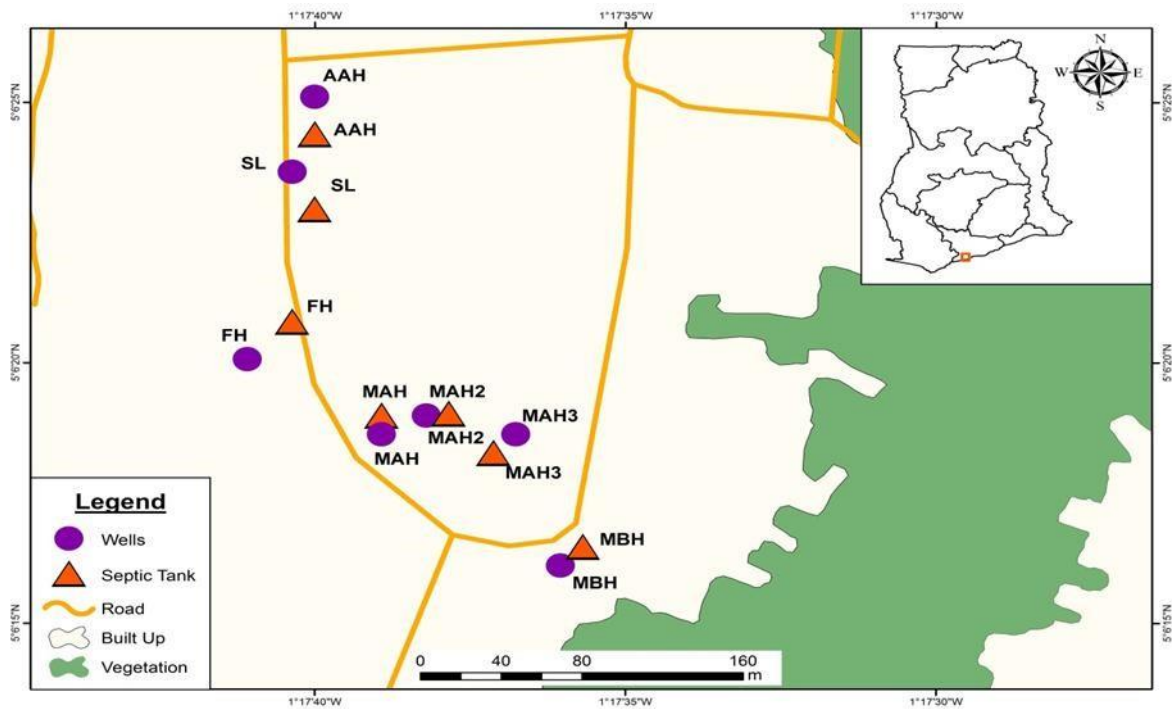 1°17'40"W
1°17'35"W
1°17'30"W
N
W
E
S
5°6'25"N
5°6'25"N
AAH
AAH
SL
SL
FH
FH
5°6'20"N
5°6'20"N
MAH
MAH2
MAH3
MAH2
MAH
MAH3
MBH
MBH
Legend
Wells
Septic Tank
Road
Built Up
Vegetation
5°6'15"N
5°6'15"N
0 40 80 160
m
1°17'40"W
1°17'35"W
1°17'30"W